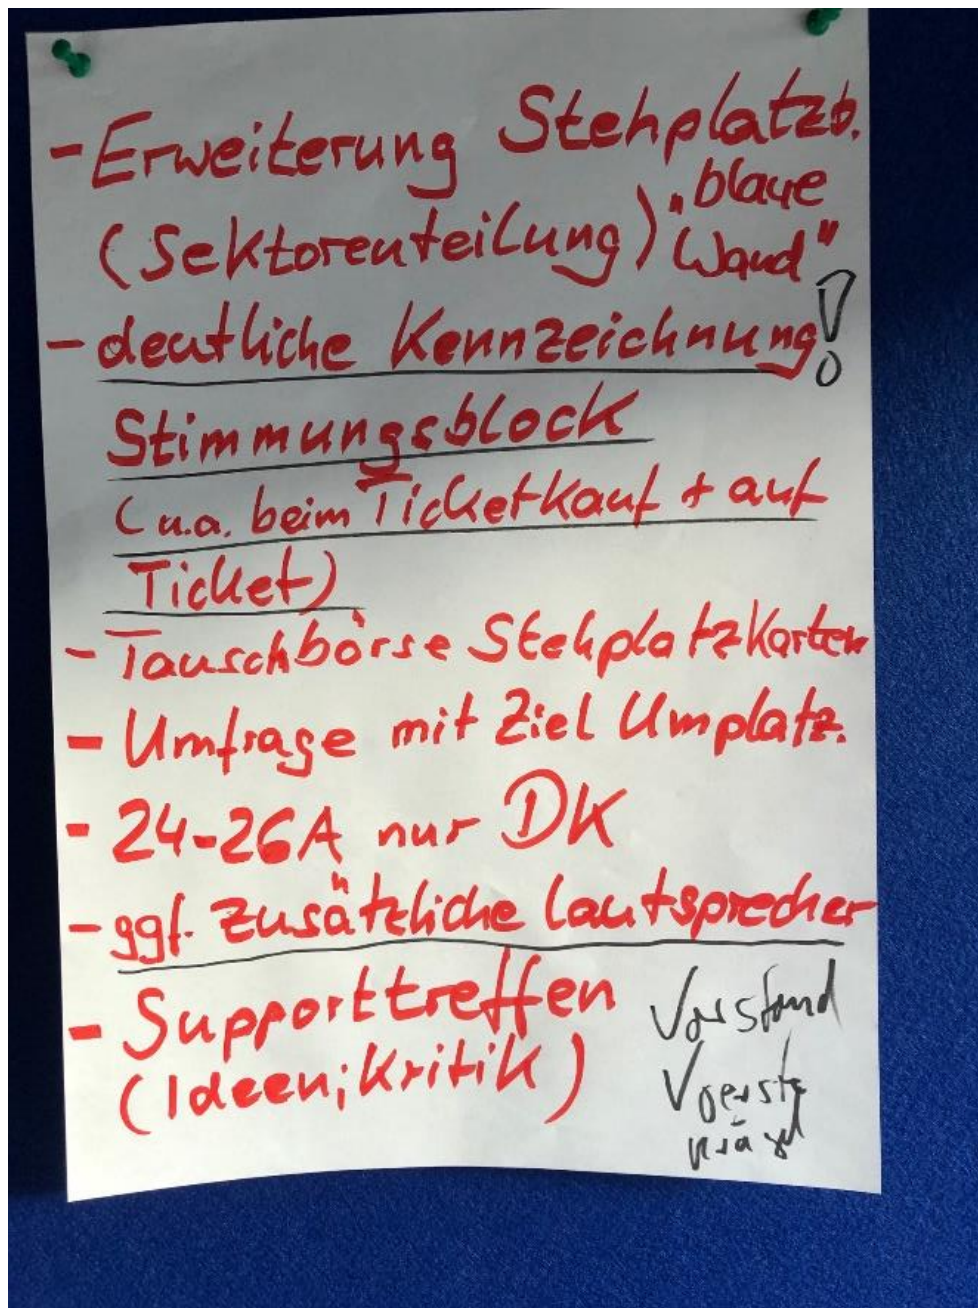 - Erweiterung Stehplatzb.
(Sektorenteilung) „blaue
Wand"
- deutliche Kennzeichnung!
Stimmungsblock
(u.a. beim Ticketkauf + auf
Ticket)
- Tauschbörse Stehplatzkarten
- Umfrage mit Ziel Umplatz.
- 24-26A nur DK
- ggf. zusätzliche Lautsprecher
- Supporttreffen
(Ideen; Kritik)
Vorstand